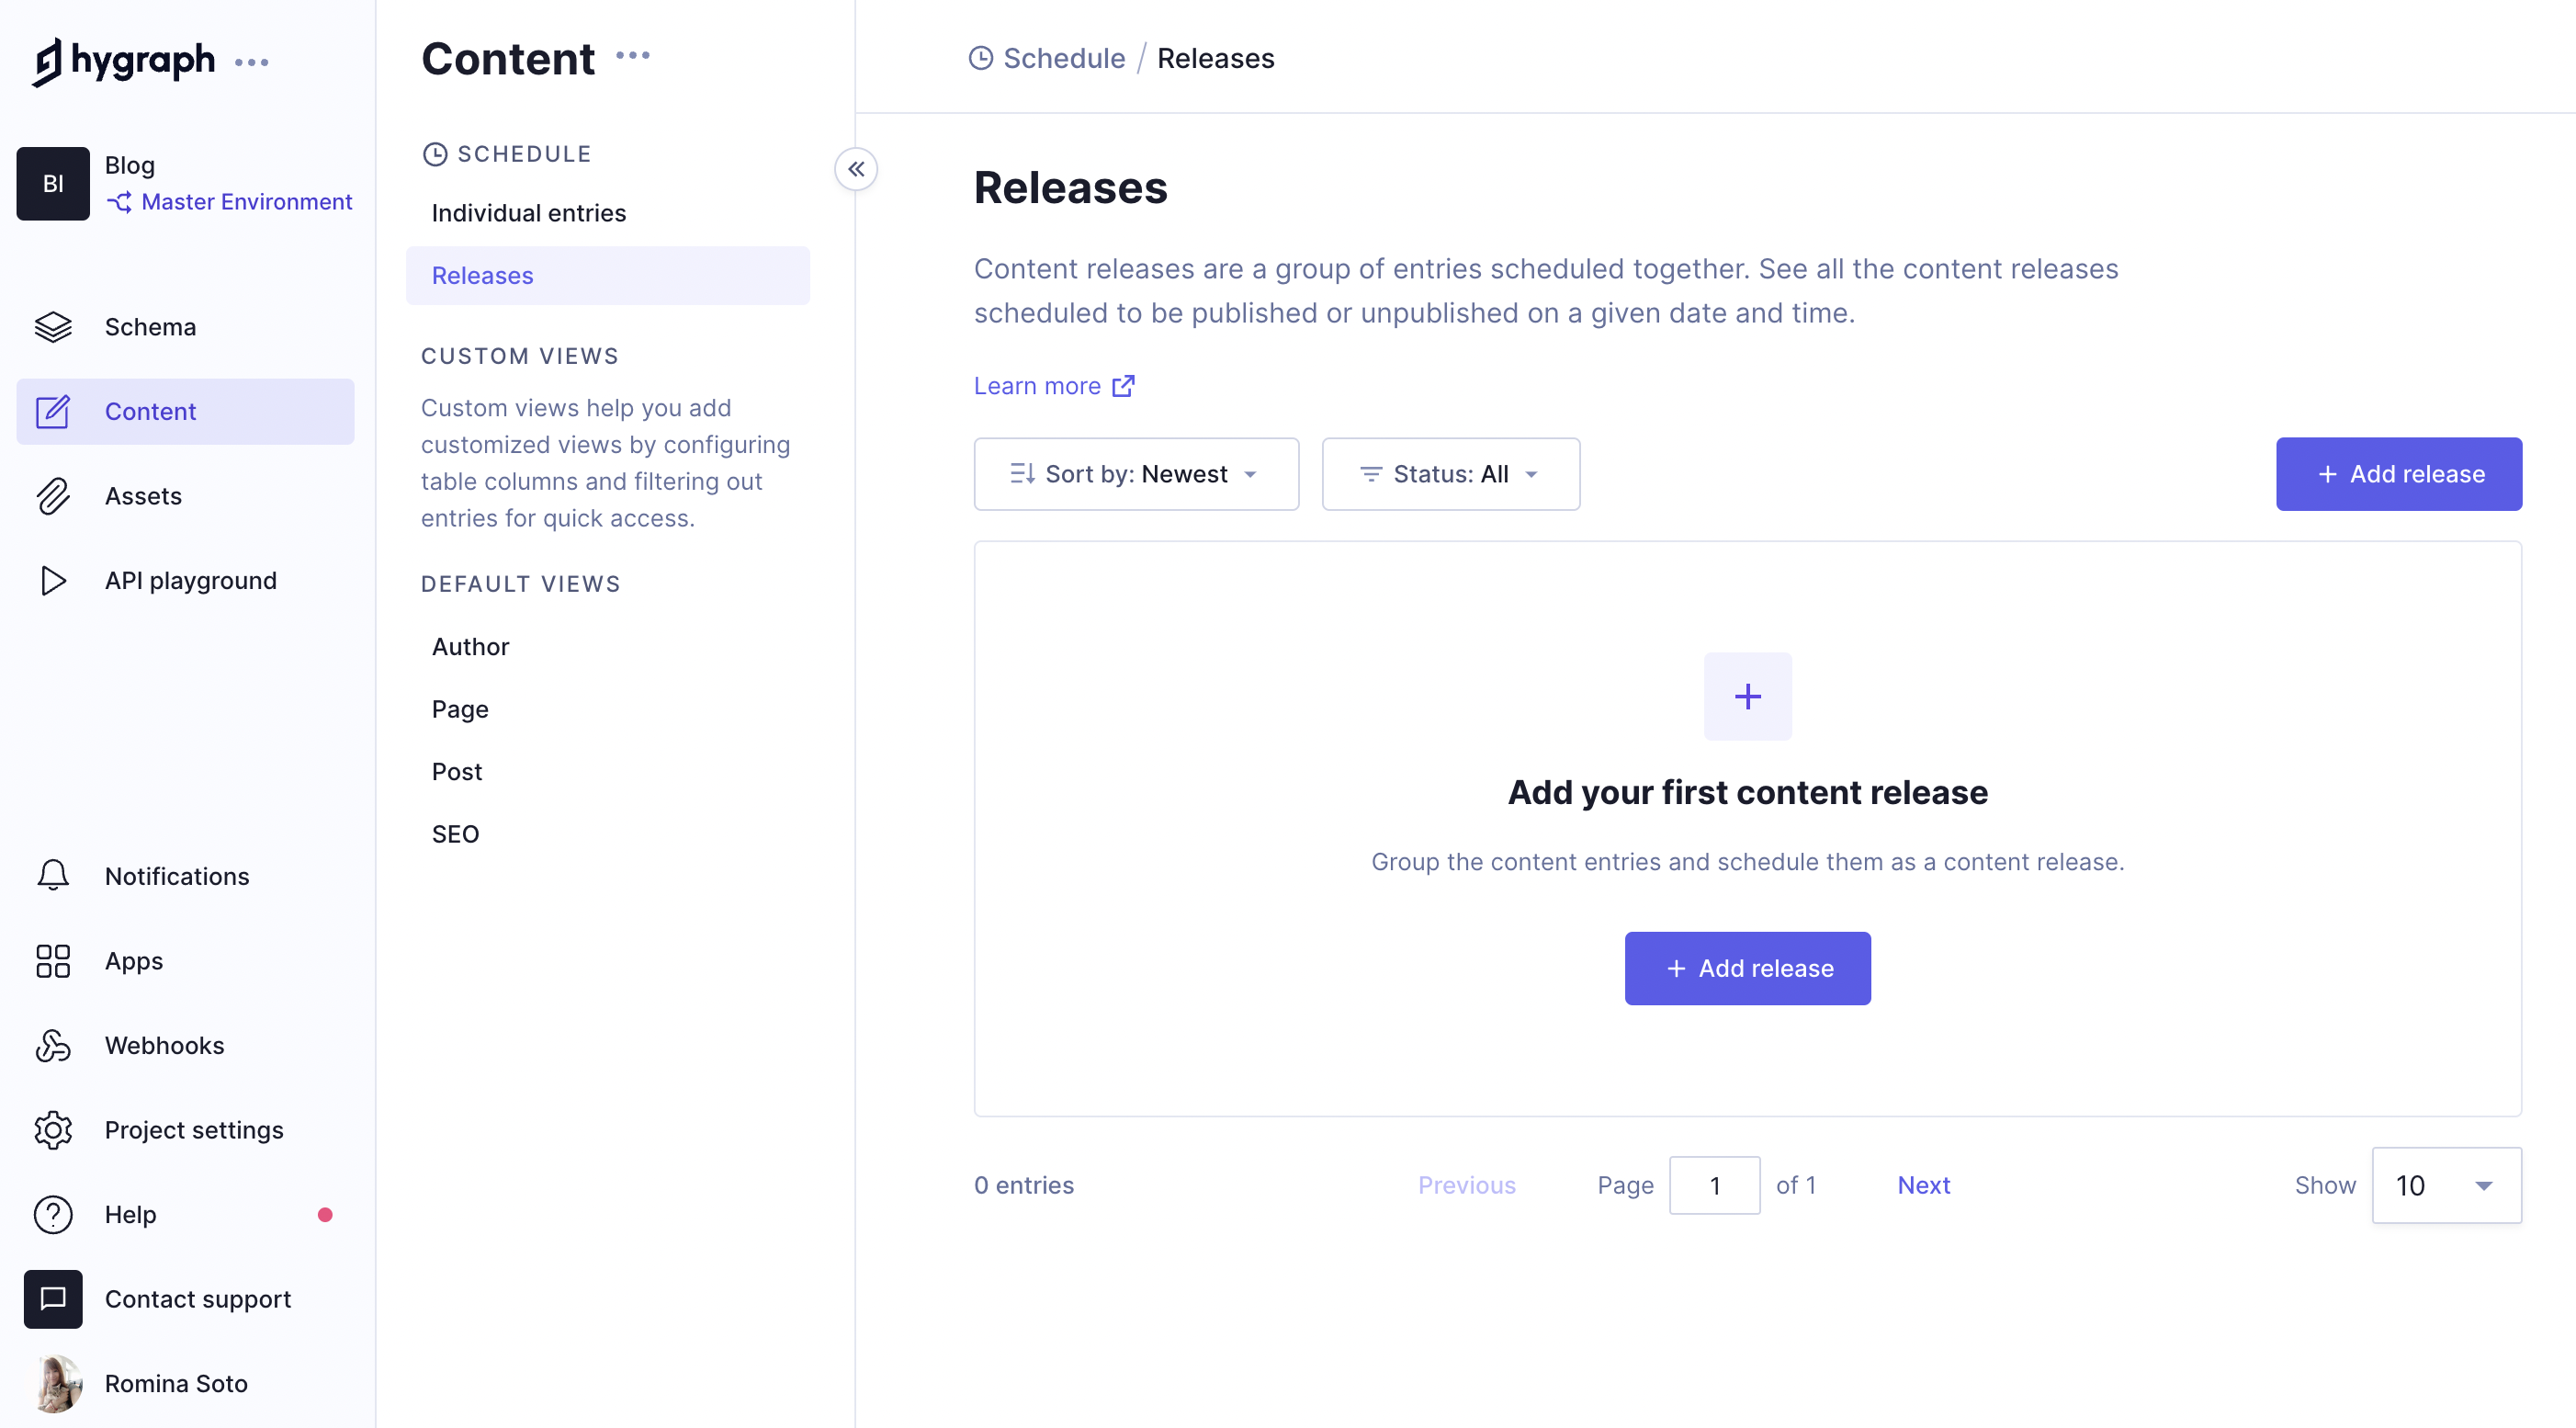 hygraph
Bl
Blog
Master Environment
Schema
Content
Assets
API playground
Notifications
Apps
Webhooks
Project settings
Help
Contact support
Romina Soto
Content
SCHEDULE
Individual entries
Releases
CUSTOM VIEWS
Custom views help you add
customized views by configuring
table columns and filtering out
entries for quick access.
DEFAULT VIEWS
Author
Page
Post
SEO
Schedule / Releases
Releases
Content releases are a group of entries scheduled together. See all the content releases
scheduled to be published or unpublished on a given date and time.
Learn more
Sort by: Newest
Status: All
+ Add release
Add your first content release
Group the content entries and schedule them as a content release.
+ Add release
0 entries
Previous
Page 1 of 1
Next
Show 10